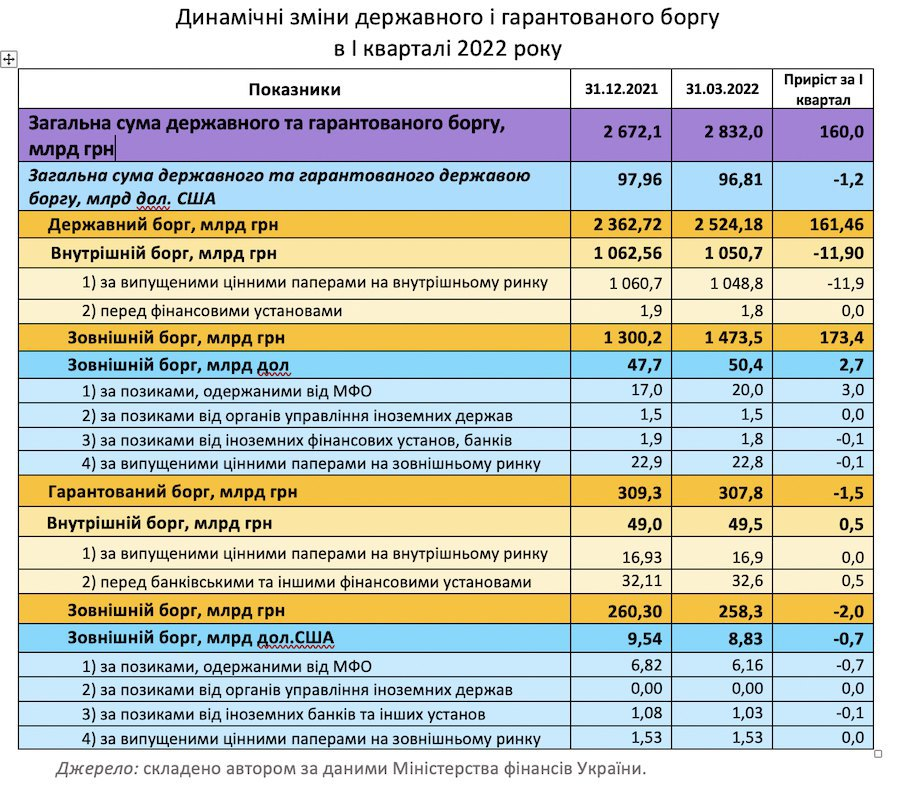 Динамічні зміни державного і гарантованого боргу
в І кварталі 2022 року
Показники 31.12.2021 31.03.2022 Приріст за І
квартал
Загальна сума державного та гарантованого боргу,
млрд грн 2 672,1 2 832,0 160,0
Загальна сума державного та гарантованого державою
боргу, млрд дол. США 97,96 96,81 -1,2
Державний борг, млрд грн 2 362,72 2 524,18 161,46
Внутрішній борг, млрд грн 1 062,56 1 050,7 -11,90
1) за випущеними цінними паперами на внутрішньому ринку 1 060,7 1 048,8 -11,9
2) перед фінансовими установами 1,9 1,8 0,0
Зовнішній борг, млрд грн 1 300,2 1 473,5 173,4
Зовнішній борг, млрд дол 47,7 50,4 2,7
1) за позиками, одержаними від МФО 17,0 20,0 3,0
2) за позиками від органів управління іноземних держав 1,5 1,5 0,0
3) за позиками від іноземних фінансових установ, банків 1,9 1,8 -0,1
4) за випущеними цінними паперами на зовнішньому ринку 22,9 22,8 -0,1
Гарантований борг, млрд грн 309,3 307,8 -1,5
Внутрішній борг, млрд грн 49,0 49,5 0,5
1) за випущеними цінними паперами на внутрішньому ринку 16,93 16,9 0,0
2) перед банківськими та іншими фінансовими установами 32,11 32,6 0,5
Зовнішній борг, млрд грн 260,30 258,3 -2,0
Зовнішній борг, млрд дол.США 9,54 8,83 -0,7
1) за позиками, одержаними від МФО 6,82 6,16 -0,7
2) за позиками від органів управління іноземних держав 0,00 0,00 0,0
3) за позиками від іноземних банків та інших установ 1,08 1,03 -0,1
4) за випущеними цінними паперами на зовнішньому ринку 1,53 1,53 0,0
Джерело: складено автором за даними Міністерства фінансів України.